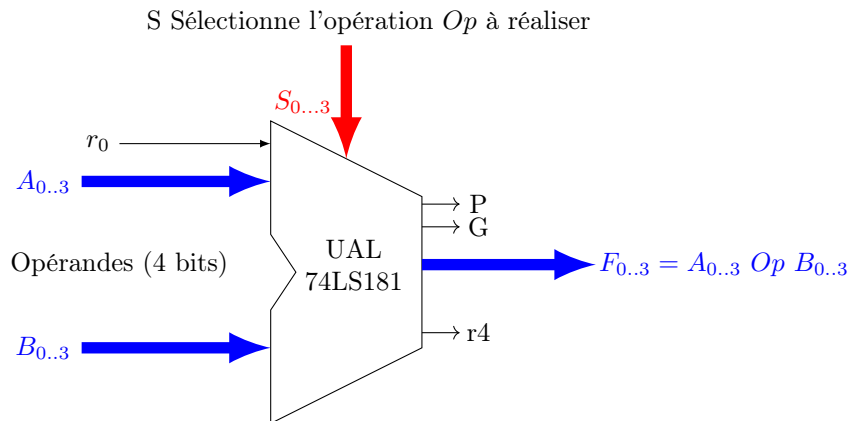 S Sélectionne l'opération Op à réaliser
S0...3
r0
A0..3
P
G
Opérandes (4 bits)
UAL
74LS181
F0..3 = A0..3 Op B0..3
r4
B0..3